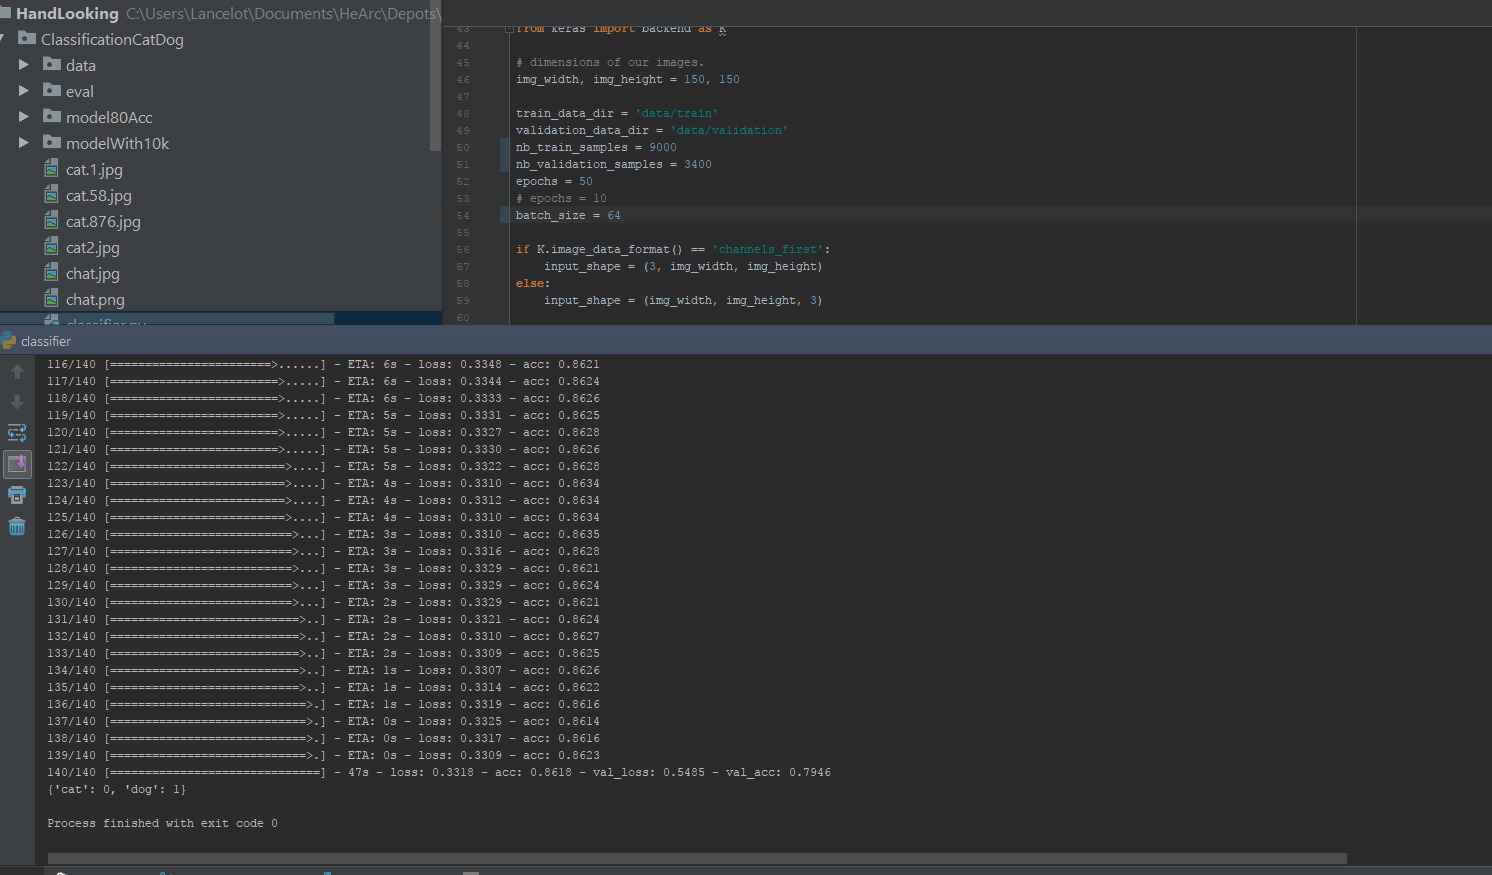 HandLooking C:\Users\Lancelot\Documents\HeArc\Depots\
ClassificationCatDog
data
eval
model80Acc
modelWith10k
cat.1.jpg
cat.58.jpg
cat.876.jpg
cat2.jpg
chat.jpg
chat.png
classifier.py
43 from keras import backend as K
44
45 # dimensions of our images.
46 img_width, img_height = 150, 150
47
48 train_data_dir = 'data/train'
49 validation_data_dir = 'data/validation'
50 nb_train_samples = 9000
51 nb_validation_samples = 3400
52 epochs = 50
53 # epochs = 10
54 batch_size = 64
55
56 if K.image_data_format() == 'channels_first':
57 input_shape = (3, img_width, img_height)
58 else:
59 input_shape = (img_width, img_height, 3)
60
classifier
116/140 [=======================>......] - ETA: 6s - loss: 0.3348 - acc: 0.8621
117/140 [========================>.....] - ETA: 6s - loss: 0.3344 - acc: 0.8624
118/140 [========================>.....] - ETA: 6s - loss: 0.3333 - acc: 0.8626
119/140 [========================>.....] - ETA: 5s - loss: 0.3331 - acc: 0.8625
120/140 [========================>.....] - ETA: 5s - loss: 0.3327 - acc: 0.8628
121/140 [========================>.....] - ETA: 5s - loss: 0.3330 - acc: 0.8626
122/140 [=========================>....] - ETA: 5s - loss: 0.3322 - acc: 0.8628
123/140 [=========================>....] - ETA: 4s - loss: 0.3310 - acc: 0.8634
124/140 [=========================>....] - ETA: 4s - loss: 0.3312 - acc: 0.8634
125/140 [=========================>....] - ETA: 4s - loss: 0.3310 - acc: 0.8634
126/140 [==========================>...] - ETA: 3s - loss: 0.3310 - acc: 0.8635
127/140 [==========================>...] - ETA: 3s - loss: 0.3316 - acc: 0.8628
128/140 [==========================>...] - ETA: 3s - loss: 0.3329 - acc: 0.8621
129/140 [==========================>...] - ETA: 3s - loss: 0.3329 - acc: 0.8624
130/140 [==========================>...] - ETA: 2s - loss: 0.3329 - acc: 0.8621
131/140 [===========================>..] - ETA: 2s - loss: 0.3321 - acc: 0.8624
132/140 [===========================>..] - ETA: 2s - loss: 0.3310 - acc: 0.8627
133/140 [===========================>..] - ETA: 2s - loss: 0.3309 - acc: 0.8625
134/140 [===========================>..] - ETA: 1s - loss: 0.3307 - acc: 0.8626
135/140 [===========================>..] - ETA: 1s - loss: 0.3314 - acc: 0.8622
136/140 [============================>.] - ETA: 1s - loss: 0.3319 - acc: 0.8616
137/140 [============================>.] - ETA: 0s - loss: 0.3325 - acc: 0.8614
138/140 [============================>.] - ETA: 0s - loss: 0.3317 - acc: 0.8616
139/140 [============================>.] - ETA: 0s - loss: 0.3309 - acc: 0.8623
140/140 [==============================] - 47s - loss: 0.3318 - acc: 0.8618 - val_loss: 0.5485 - val_acc: 0.7946
{'cat': 0, 'dog': 1}
Process finished with exit code 0